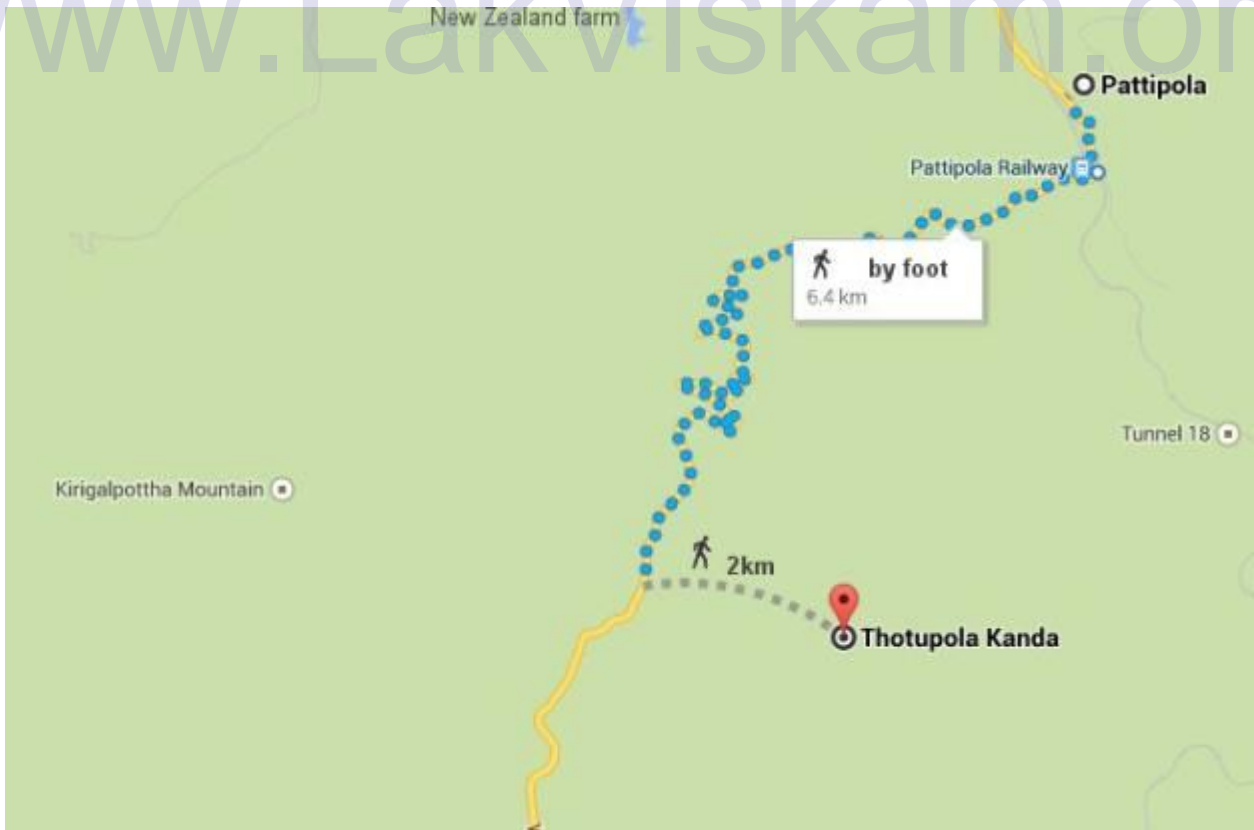 www.Lakviskam.or
New Zealand farm
Pattipola
Pattipola Railway
by foot
6.4 km
Tunnel 18
Kirigalpottha Mountain
2km
Thotupola Kanda